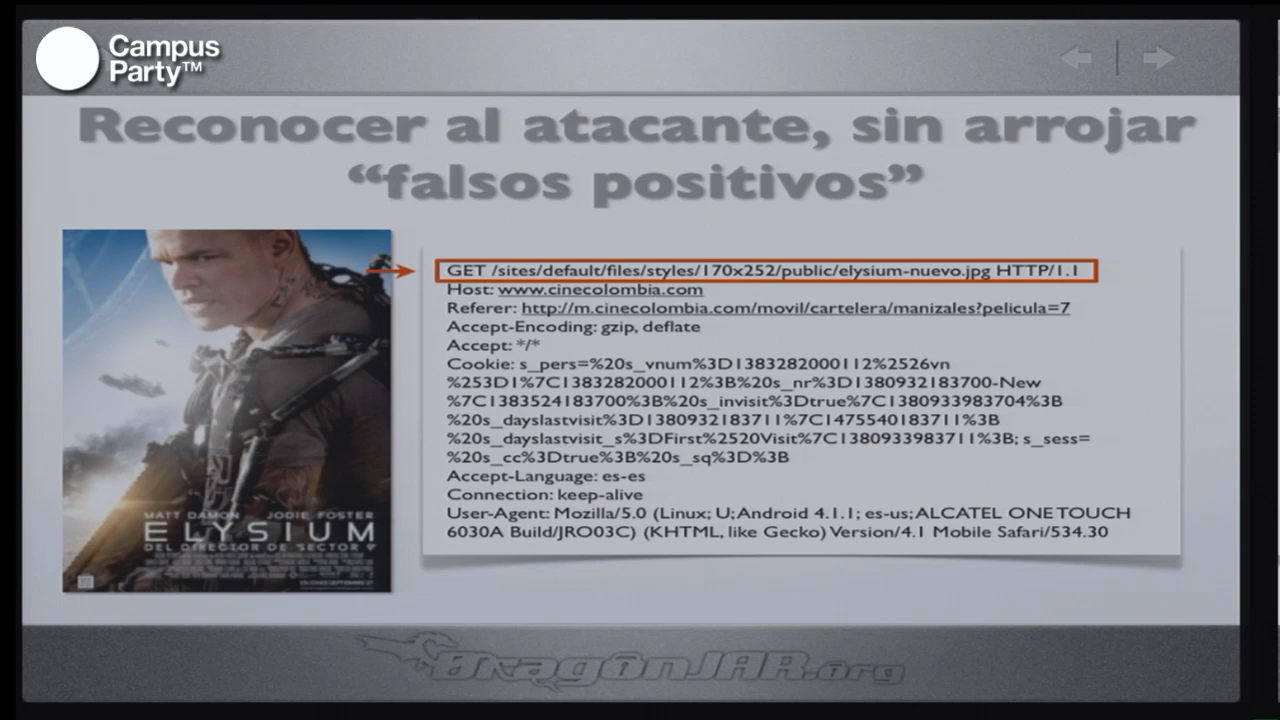 Campus
Party™
Reconocer al atacante, sin arrojar
“falsos positivos”
GET /sites/default/files/styles/170x252/public/elysium-nuevo.jpg HTTP/1.1
Host: www.cinecolombia.com
Referer: http://m.cinecolombia.com/movil/cartelera/manizales?pelicula=7
Accept-Encoding: gzip, deflate
Accept: */*
Cookie: s_pers=%20s_vnum%3D1383282000112%2526vn
%253D1%7C1383282000112%3B%20s_nr%3D1380932183700-New
%7C1383524183700%3B%20s_invisit%3Dtrue%7C1380933983704%3B
%20s_dayslastvisit%3D1380932183711%7C1475540183711%3B
%20s_dayslastvisit_s%3DFirst%2520Visit%7C1380933983711%3B; s_sess=
%20s_cc%3Dtrue%3B%20s_sq%3D%3B
Accept-Language: es-es
Connection: keep-alive
User-Agent: Mozilla/5.0 (Linux; U; Android 4.1.1; es-us; ALCATEL ONE TOUCH
6030A Build/JRO03C) (KHTML, like Gecko) Version/4.1 Mobile Safari/534.30
MATT DAMON JODIE FOSTER
ELYSIUM
DEL DIRECTOR DE SECTOR 9
DragonJAR.org